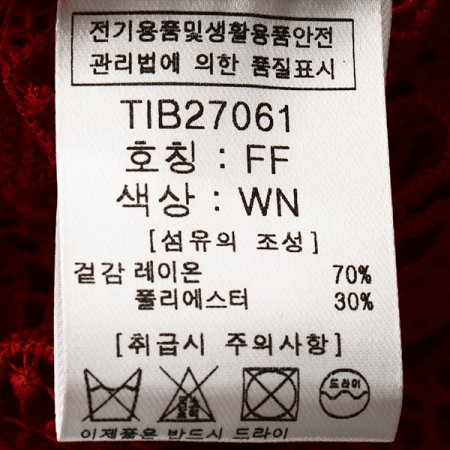 전기용품및생활용품안전
관리법에 의한 품질표시
TIB27061
호칭 : FF
색상 : WN
[섬유의 조성]
겉감 레이온 70%
폴리에스터 30%
[취급시 주의사항]
드라이
이제품은 반드시 드라이